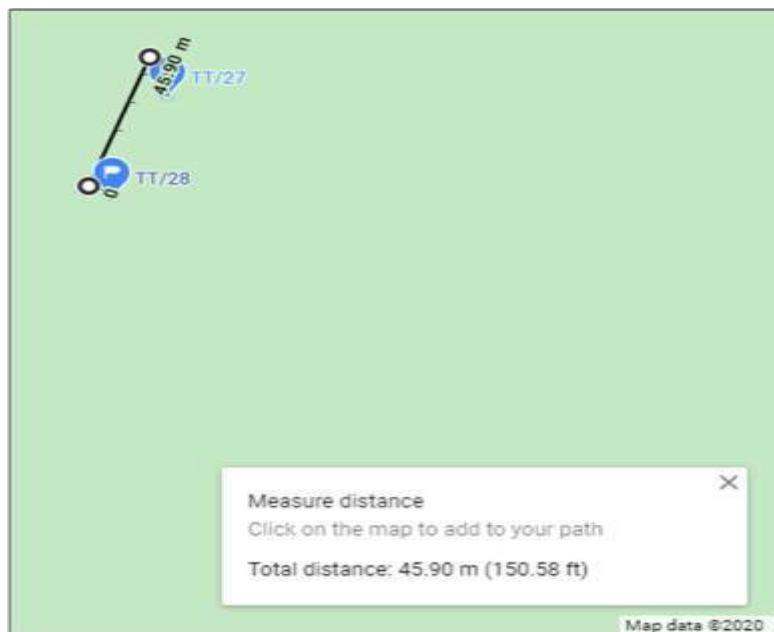 45.90 m
TT/27
TT/28
0
Measure distance
Click on the map to add to your path
Total distance: 45.90 m (150.58 ft)
Map data ©2020